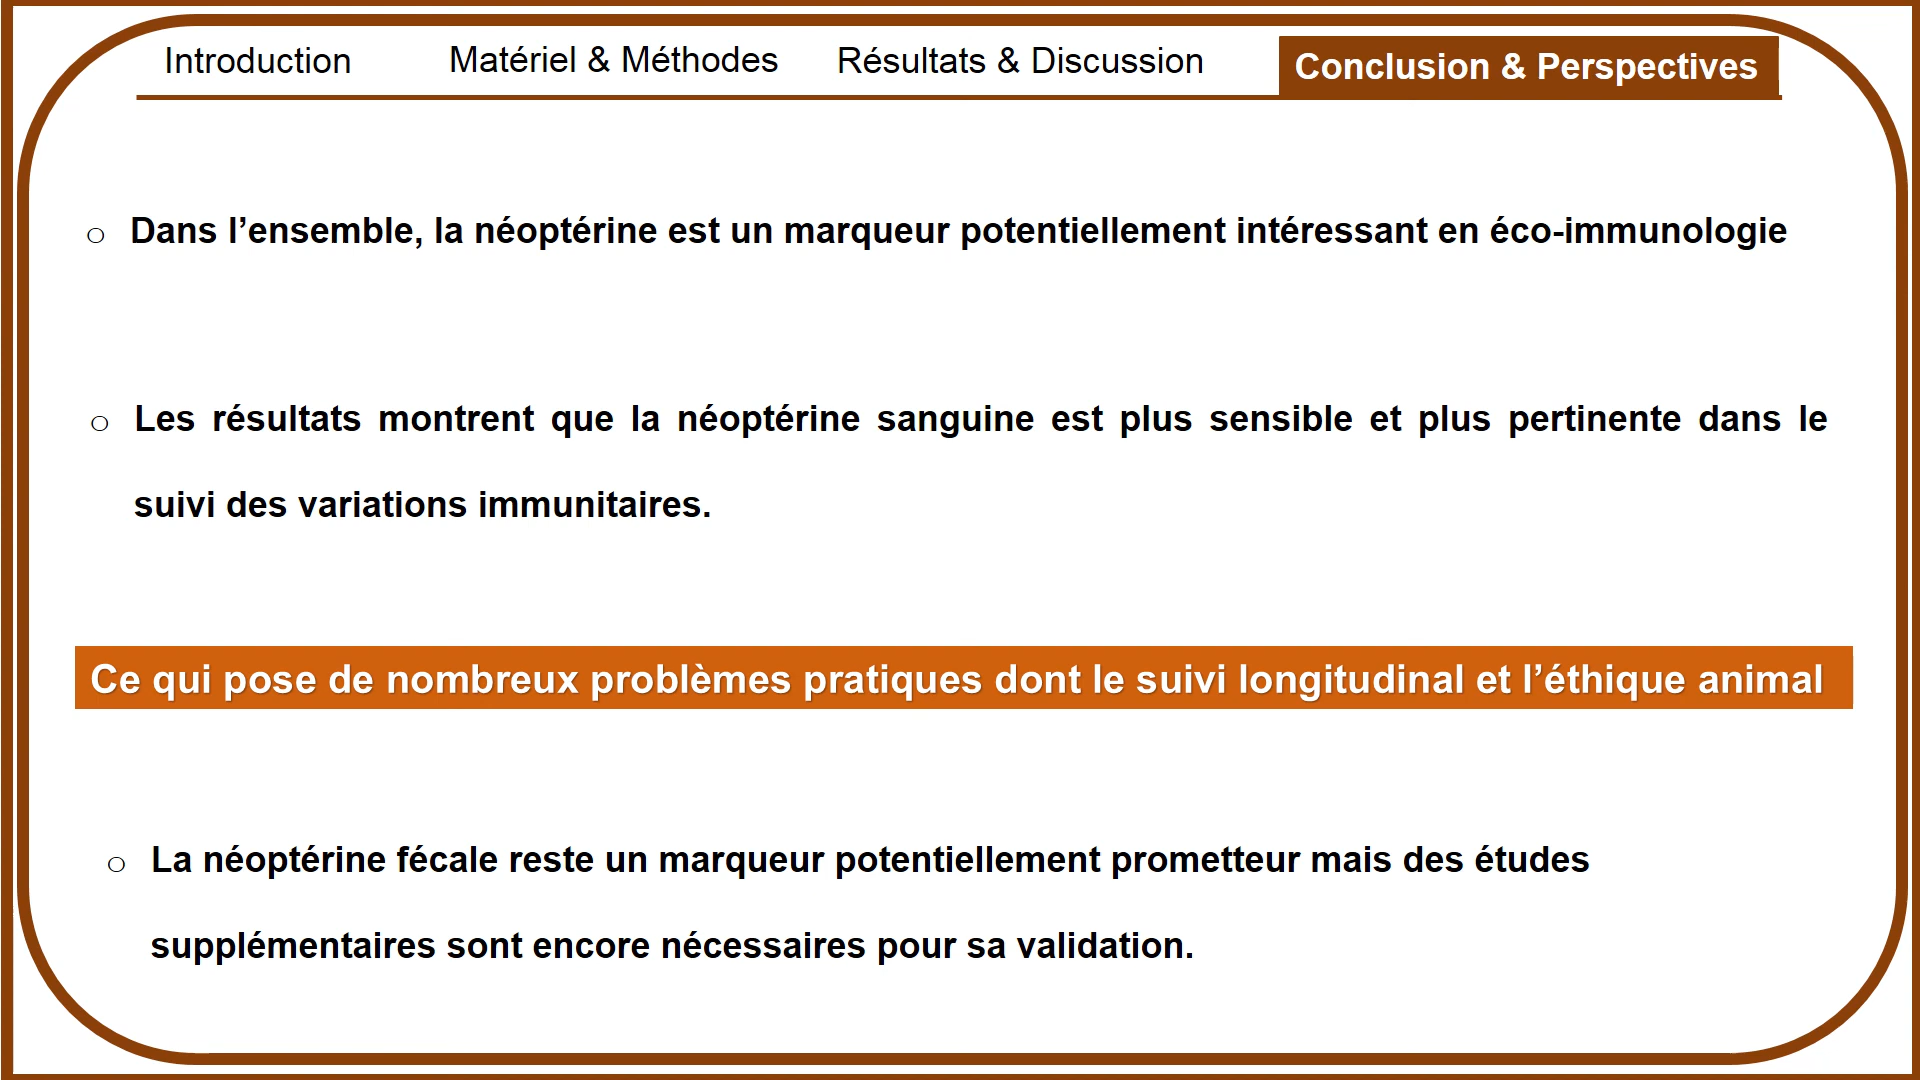 Introduction Matériel & Méthodes Résultats & Discussion Conclusion & Perspectives
o Dans l’ensemble, la néoptérine est un marqueur potentiellement intéressant en éco-immunologie
o Les résultats montrent que la néoptérine sanguine est plus sensible et plus pertinente dans le
suivi des variations immunitaires.
Ce qui pose de nombreux problèmes pratiques dont le suivi longitudinal et l’éthique animal
o La néoptérine fécale reste un marqueur potentiellement prometteur mais des études
supplémentaires sont encore nécessaires pour sa validation.